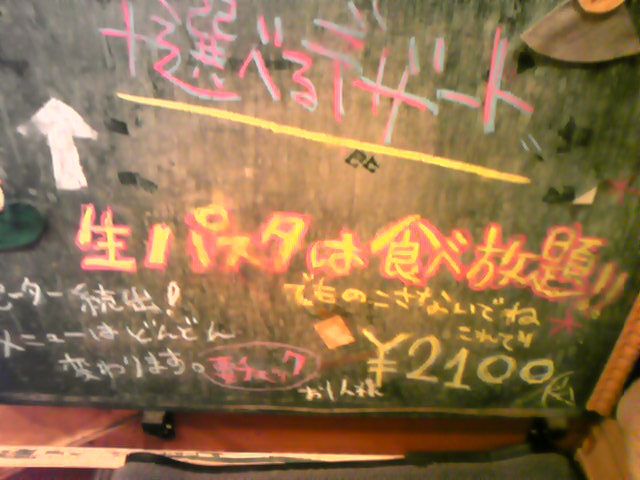 +選べるデザート
生パスタは食べ放題!!
ピーター続出!
でものこさないでね
メニューはどんどん
これで
変わります。要チェック
¥2100
お1人様